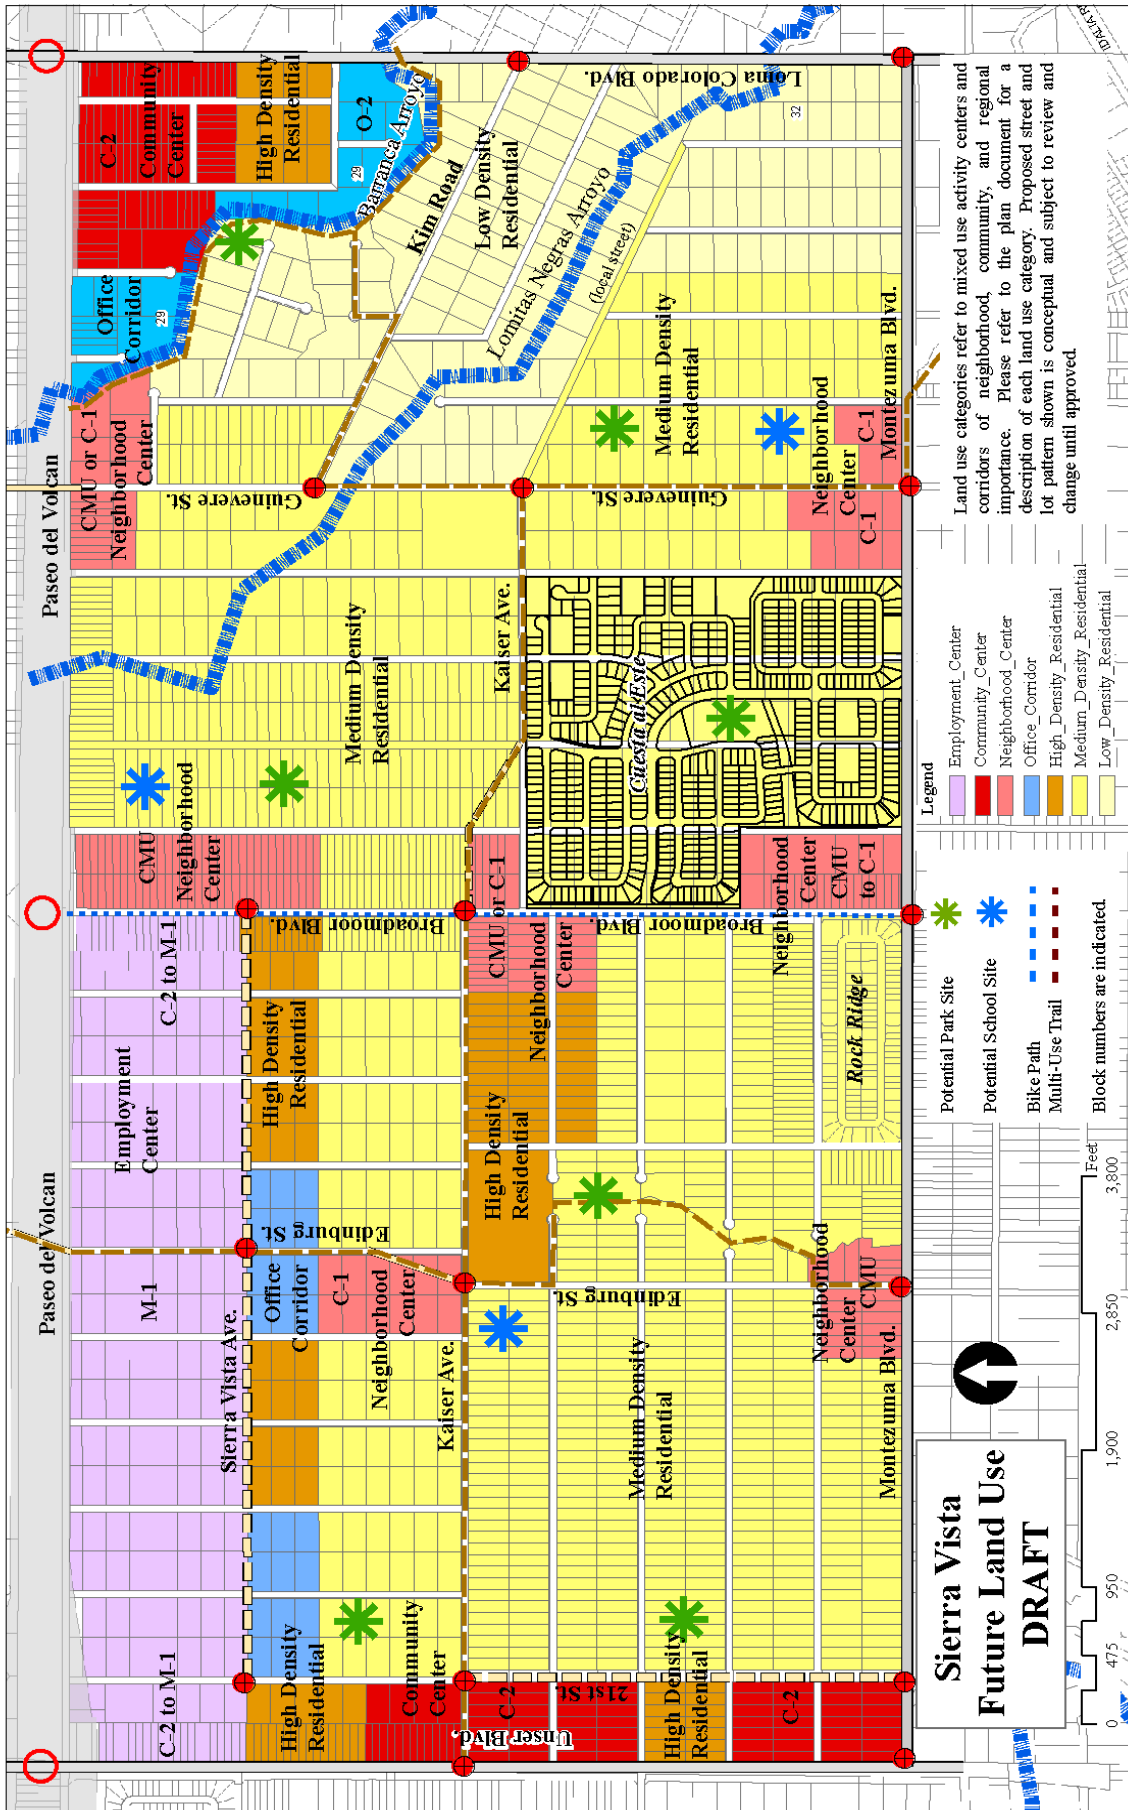 Paseo del Volcan
Paseo del Volcan
C-2 to M-1
M-1
Employment
Center
C-2 to M-1
Sierra Vista Ave.
High Density
Residential
Office
Corridor
High Density
Residential
Edinburg St.
C-1
Neighborhood
Center
Community
Center
Kaiser Ave.
Broadmoor Blvd.
CMU
Neighborhood
Center
Medium Density
Residential
CMU or C-1
Neighborhood
Center
Guinevere St.
Office
Corridor
29
C-2
Community
Center
High Density
Residential
O-2
29
Barranca Arroyo
Kim Road
Low Density
Residential
Lomitas Negras Arroyo
(local street)
Loma Colorado Blvd.
32
IDALIA R
Unser Blvd.
C-2
21st St.
High Density
Residential
C-2
Medium Density
Residential
Edinburg St.
High Density
Residential
CMU or C-1
Neighborhood
Center
Broadmoor Blvd.
Kaiser Ave.
Cuesta al Este
Neighborhood
Center
CMU
to C-1
Neighborhood
Rock Ridge
Neighborhood
Center
CMU
Montezuma Blvd.
Guinevere St.
Medium Density
Residential
Neighborhood
Center
C-1
C-1
Montezuma Blvd.
Sierra Vista
Future Land Use
DRAFT
0 475 950 1,900 2,850 3,800
Feet
Potential Park Site
Potential School Site
Bike Path
Multi-Use Trail
Block numbers are indicated.
Legend
Employment_Center
Community_Center
Neighborhood_Center
Office_Corridor
High_Density_Residential
Medium_Density_Residential
Low_Density_Residential
Land use categories refer to mixed use activity centers and
corridors of neighborhood, community, and regional
importance. Please refer to the plan document for a
description of each land use category. Proposed street and
lot pattern shown is conceptual and subject to review and
change until approved.